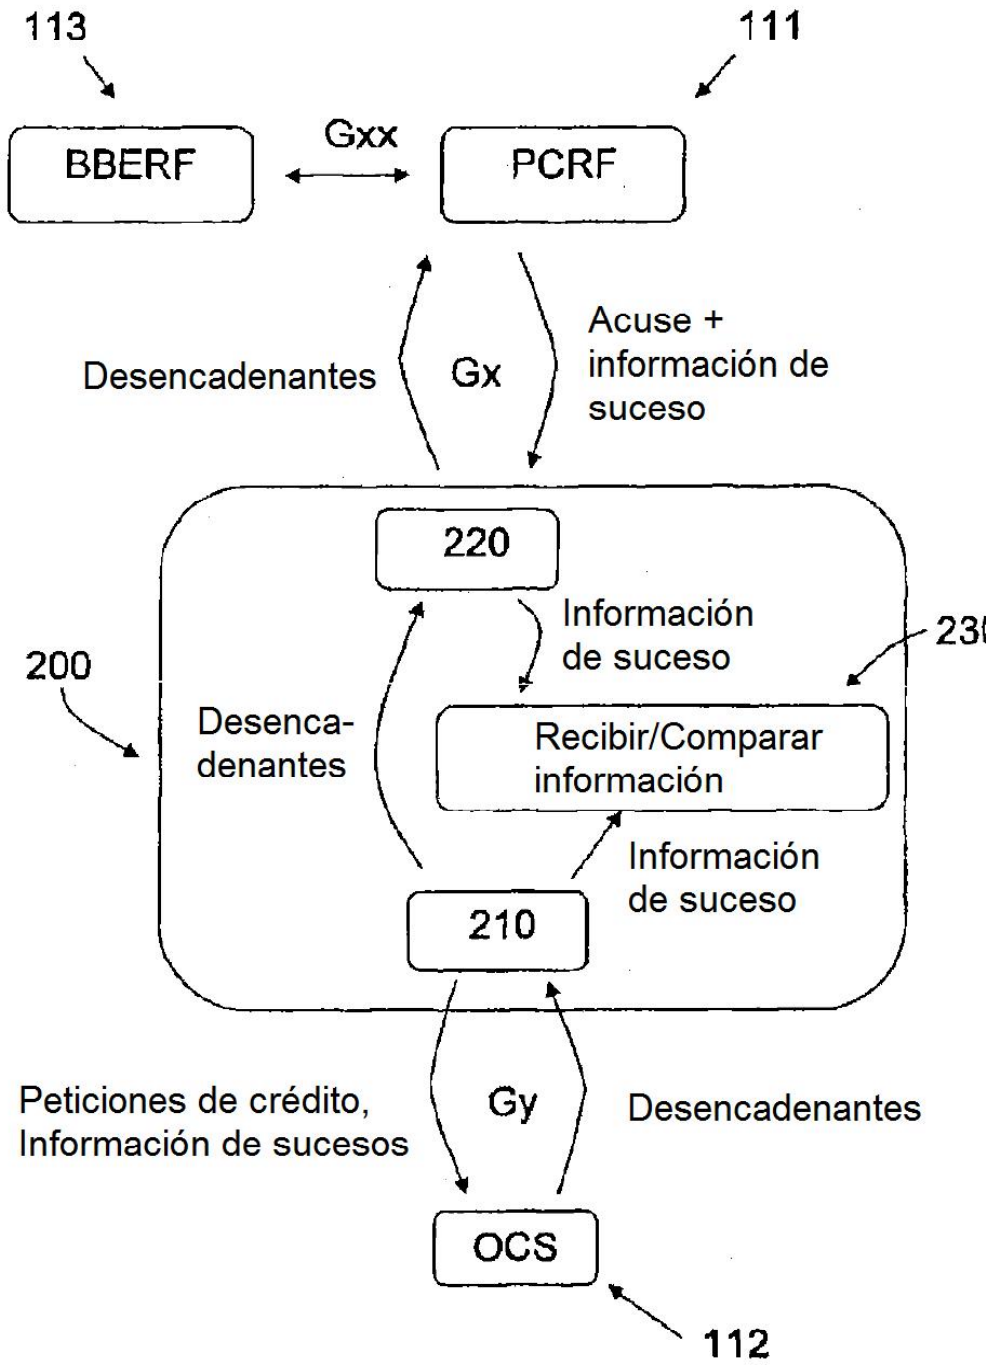 113
111
BBERF
Gxx
PCRF
Desencadenantes
Gx
Acuse +
información de
suceso
220
Información
de suceso
230
200
Desenca-
denantes
Recibir/Comparar
información
Información
de suceso
210
Peticiones de crédito,
Información de sucesos
Gy
Desencadenantes
OCS
112